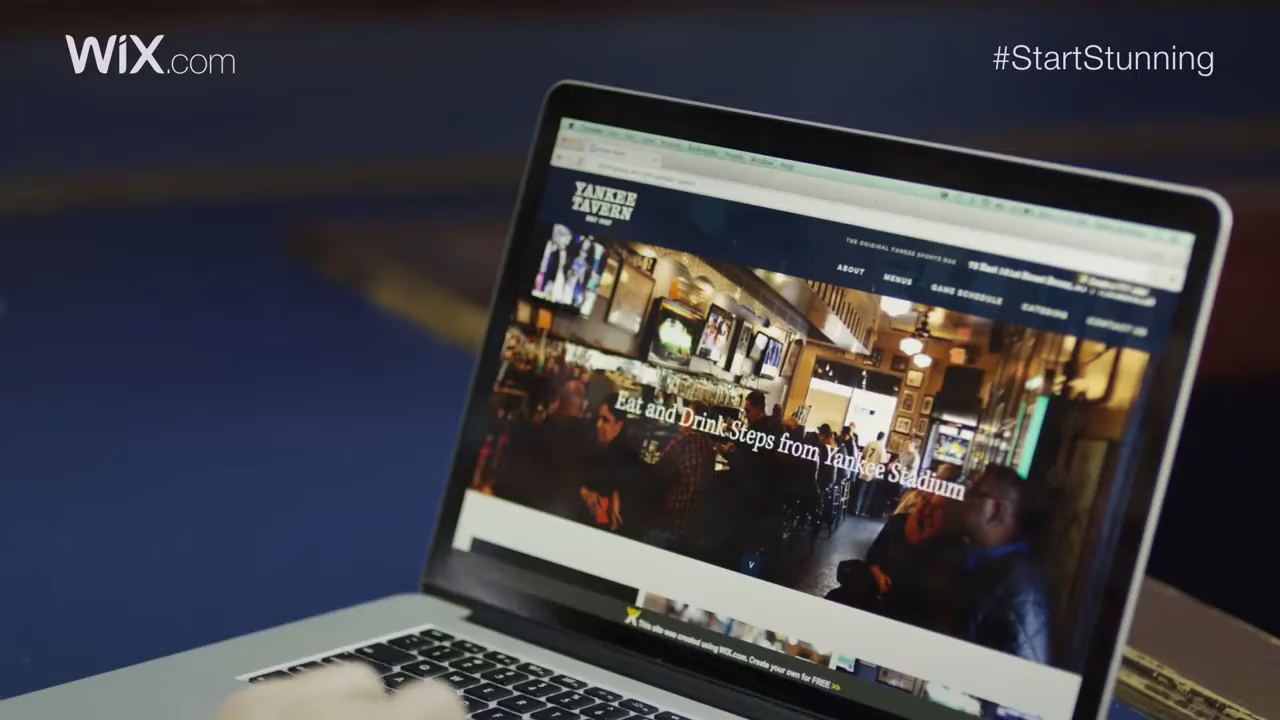 WiX.com
#StartStunning
YANKEE
TAVERN
THE ORIGINAL YANKEE SPORTS BAR
ABOUT MENUS GAME SCHEDULE CATERING CONTACT US
Eat and Drink Steps from Yankee Stadium
This site was created using WIX.com. Create your own for FREE >>